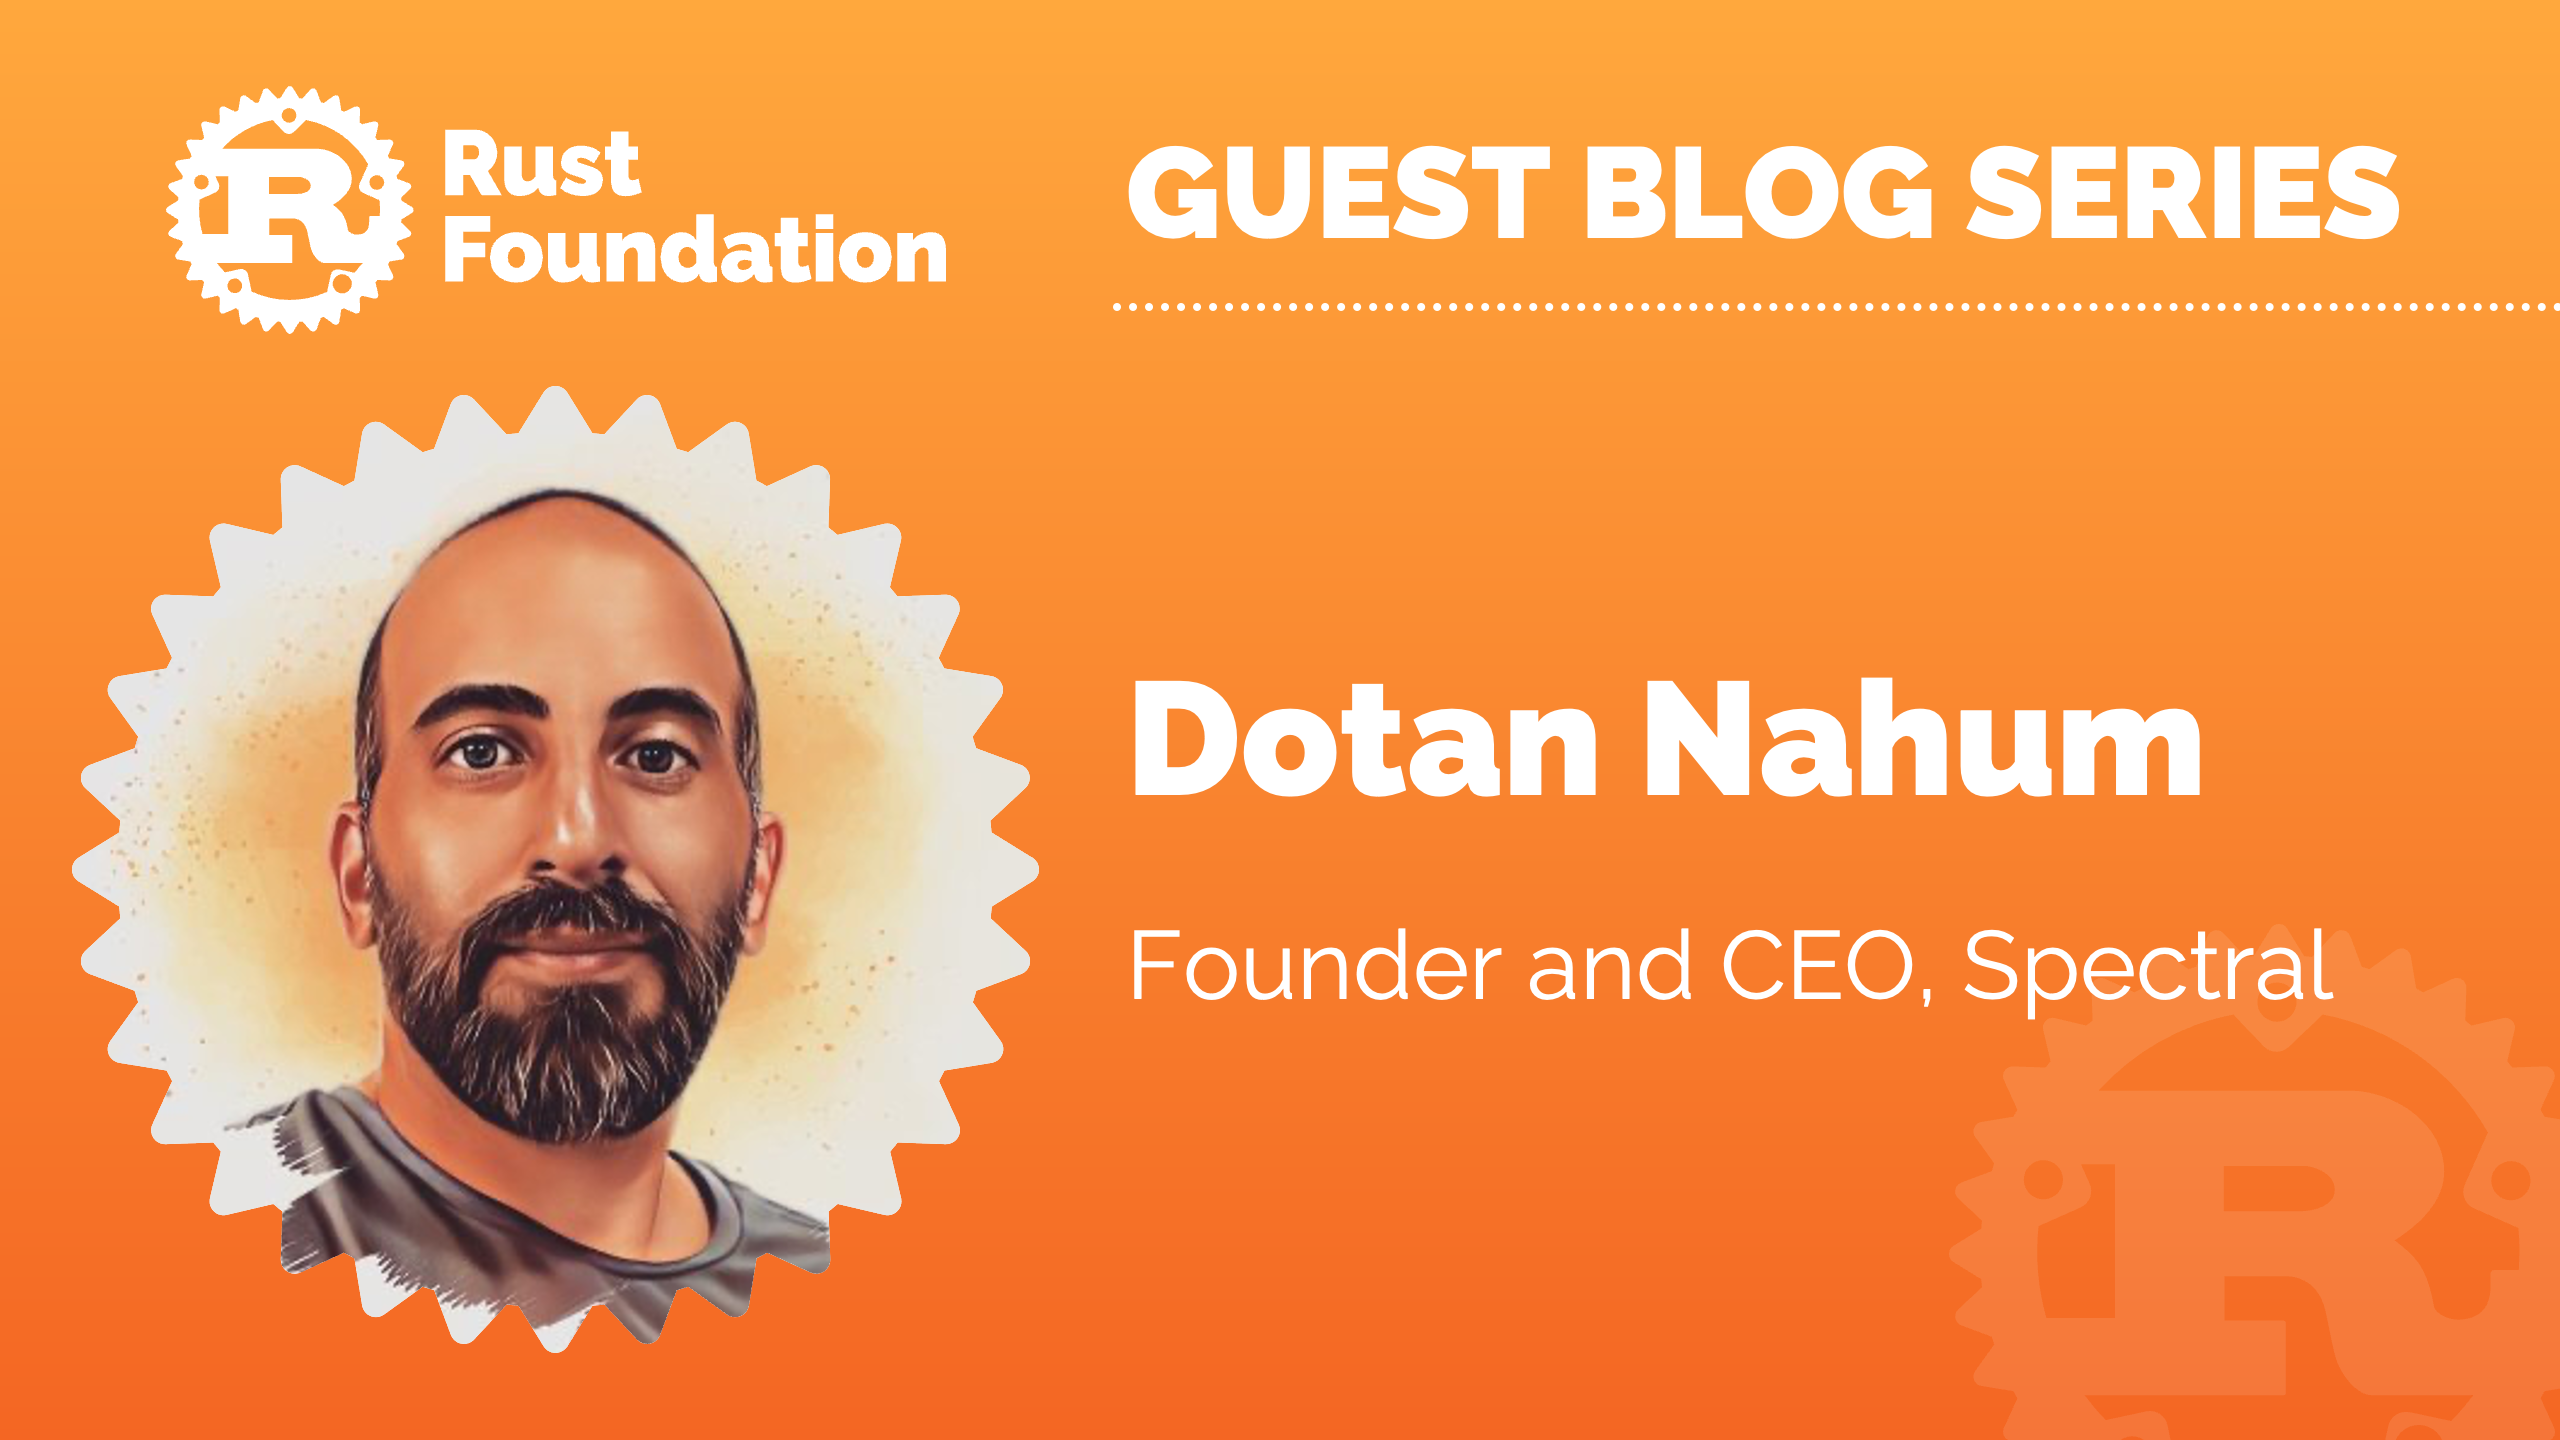 Rust
Foundation
GUEST BLOG SERIES
Dotan Nahum
Founder and CEO, Spectral